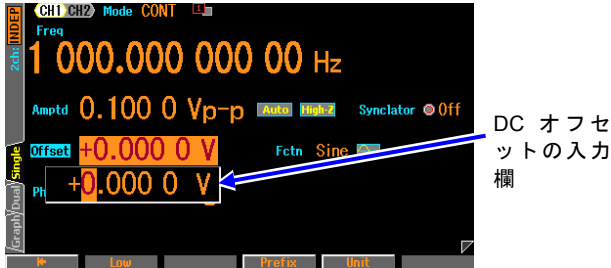 2ch: INDEP
CH1 CH2 Mode CONT 1
Freq
1 000.000 000 00 Hz
Amptd 0.100 0 Vp-p Auto High-Z Synclator Off
Offset +0.000 0 V Fctn Sine
Ph +0.000 0 V
Single
Dual
Graph
Low Prefix Unit
DC オフセ
ットの入力
欄